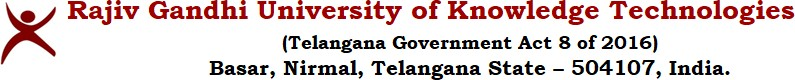 Rajiv Gandhi University of Knowledge Technologies
(Telangana Government Act 8 of 2016)
Basar, Nirmal, Telangana State – 504107, India.